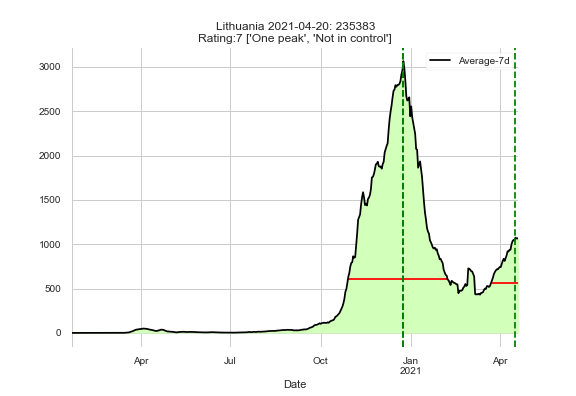 Lithuania 2021-04-20: 235383
Rating:7 ['One peak', 'Not in control']
Average-7d
3000
2500
2000
1500
1000
500
0
Apr
Jul
Oct
Jan
2021
Apr
Date